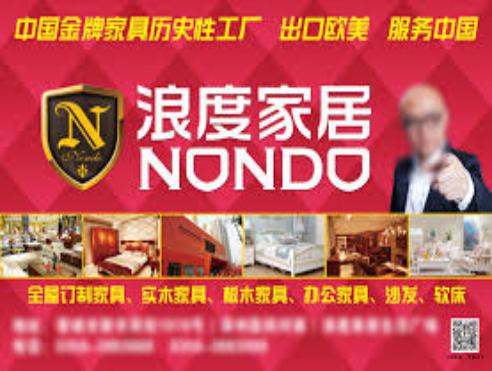 中国金牌家具历史性工厂 出口欧美 服务中国
N
Nondo
浪度家居
NONDO
全屋订制家具、实木家具、板木家具、办公家具、沙发、软床